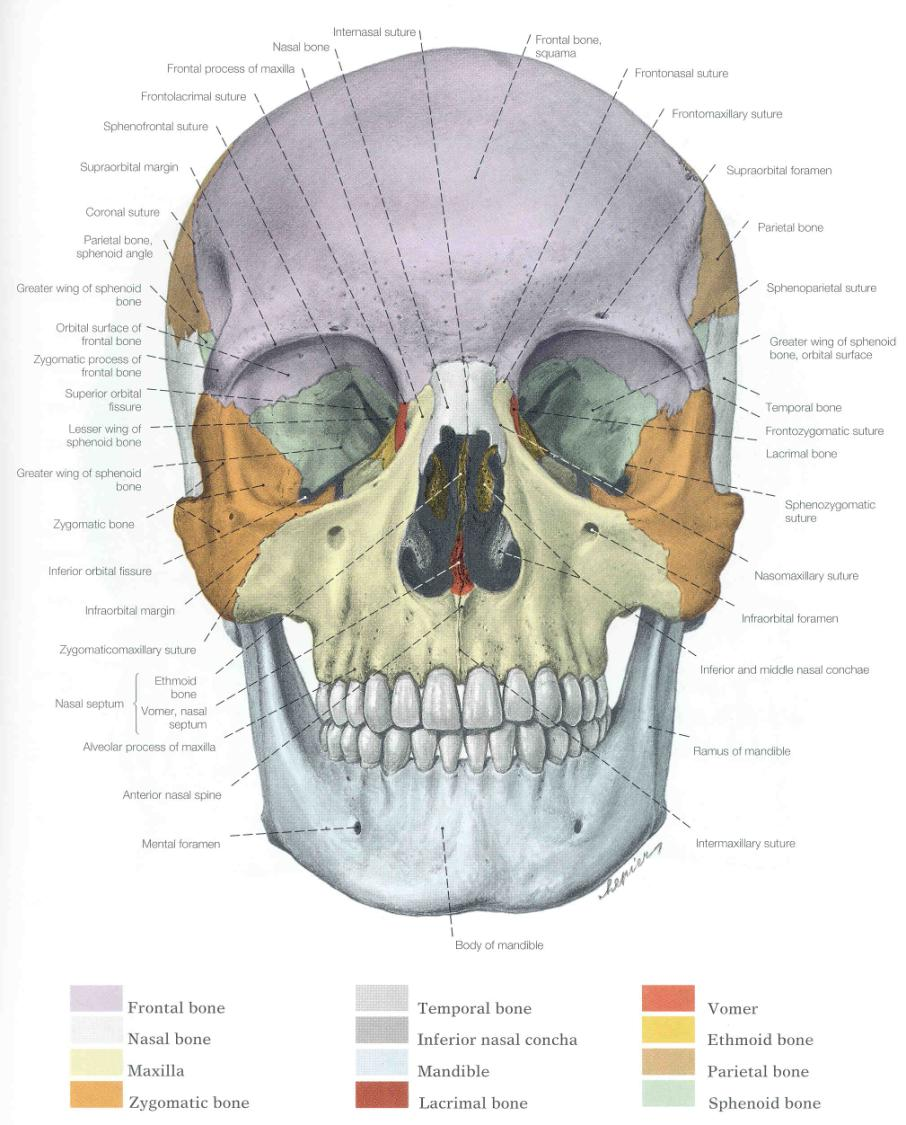 Internasal suture
Nasal bone
Frontal process of maxilla
Frontolacrimal suture
Sphenofrontal suture
Supraorbital margin
Coronal suture
Parietal bone,
sphenoid angle
Greater wing of sphenoid
bone
Orbital surface of
frontal bone
Zygomatic process of
frontal bone
Superior orbital
fissure
Lesser wing of
sphenoid bone
Greater wing of sphenoid
bone
Zygomatic bone
Inferior orbital fissure
Infraorbital margin
Zygomaticomaxillary suture
Nasal septum
Ethmoid
bone
Vomer, nasal
septum
Alveolar process of maxilla
Anterior nasal spine
Mental foramen
Frontal bone,
squama
Frontonasal suture
Frontomaxillary suture
Supraorbital foramen
Parietal bone
Sphenoparietal suture
Greater wing of sphenoid
bone, orbital surface
Temporal bone
Frontozygomatic suture
Lacrimal bone
Sphenozygomatic
suture
Nasomaxillary suture
Infraorbital foramen
Inferior and middle nasal conchae
Ramus of mandible
Intermaxillary suture
Body of mandible
Frontal bone
Nasal bone
Maxilla
Zygomatic bone
Temporal bone
Inferior nasal concha
Mandible
Lacrimal bone
Vomer
Ethmoid bone
Parietal bone
Sphenoid bone